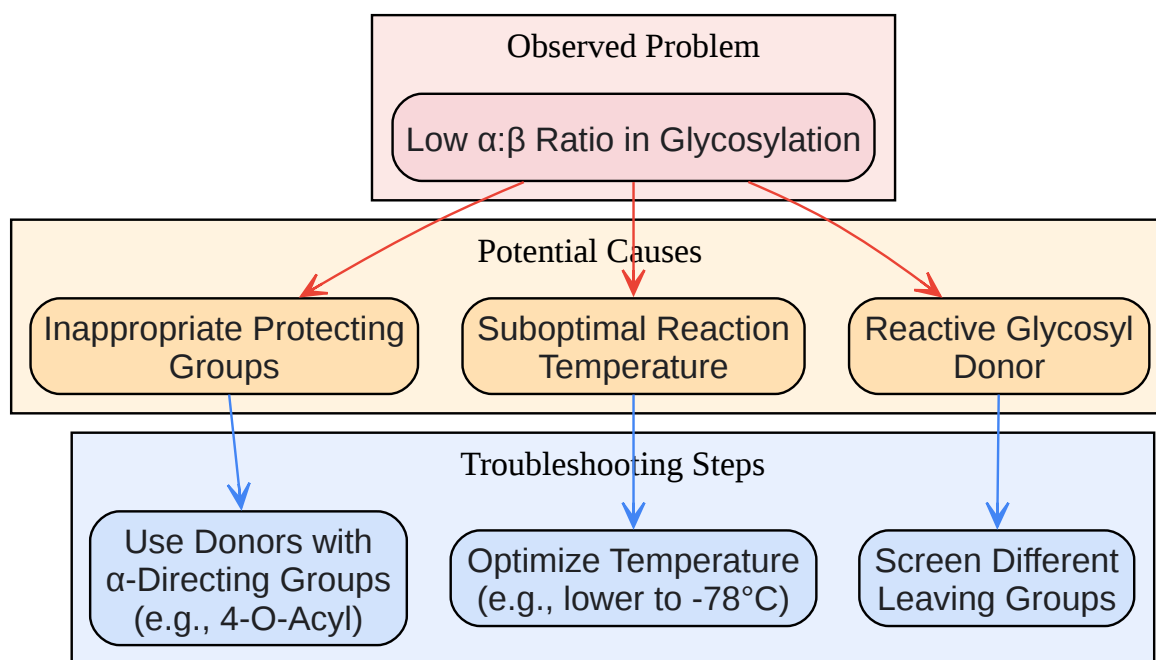 Observed Problem
Low α:β Ratio in Glycosylation
Potential Causes
Inappropriate Protecting
Groups
Suboptimal Reaction
Temperature
Reactive Glycosyl
Donor
Troubleshooting Steps
Use Donors with
α-Directing Groups
(e.g., 4-O-Acyl)
Optimize Temperature
(e.g., lower to -78°C)
Screen Different
Leaving Groups